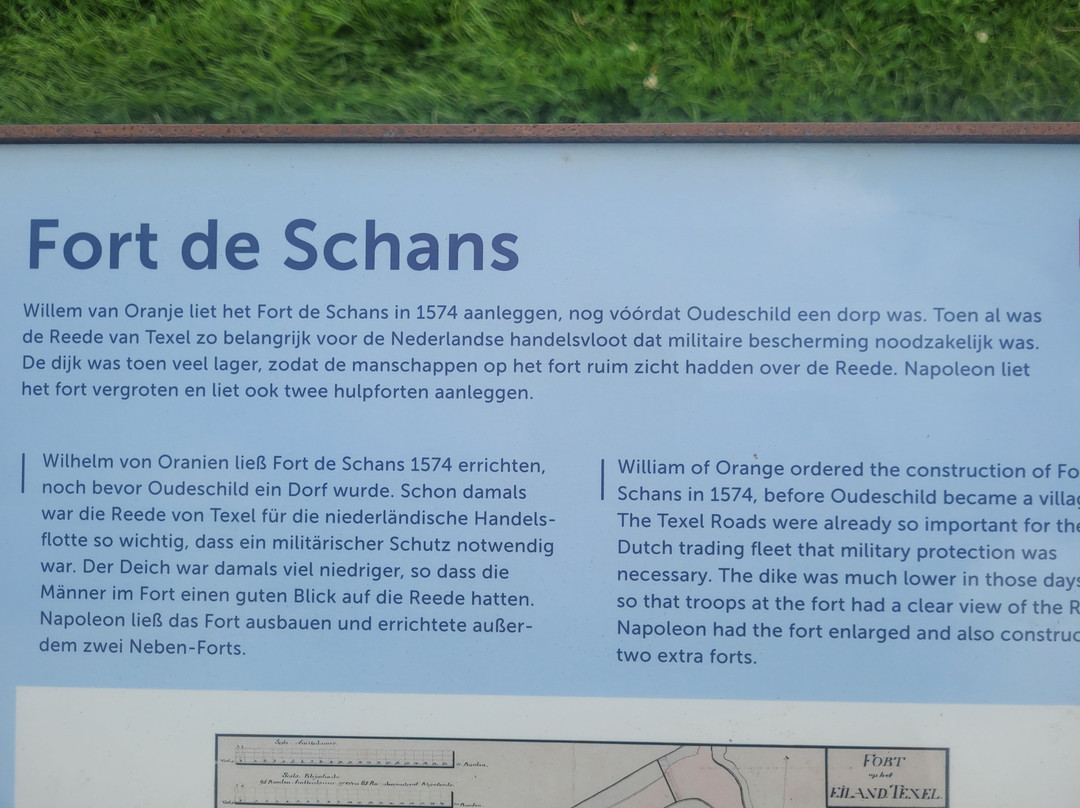 Fort de Schans
Willem van Oranje liet het Fort de Schans in 1574 aanleggen, nog vóórdat Oudeschild een dorp was. Toen al was
de Reede van Texel zo belangrijk voor de Nederlandse handelsvloot dat militaire bescherming noodzakelijk was.
De dijk was toen veel lager, zodat de manschappen op het fort ruim zicht hadden over de Reede. Napoleon liet
het fort vergroten en liet ook twee hulpforten aanleggen.
Wilhelm von Oranien ließ Fort de Schans 1574 errichten,
noch bevor Oudeschild ein Dorf wurde. Schon damals
war die Reede von Texel für die niederländische Handels-
flotte so wichtig, dass ein militärischer Schutz notwendig
war. Der Deich war damals viel niedriger, so dass die
Männer im Fort einen guten Blick auf die Reede hatten.
Napoleon ließ das Fort ausbauen und errichtete außer-
dem zwei Neben-Forts.
William of Orange ordered the construction of Fo
Schans in 1574, before Oudeschild became a villag
The Texel Roads were already so important for the
Dutch trading fleet that military protection was
necessary. The dike was much lower in those days
so that troops at the fort had a clear view of the R
Napoleon had the fort enlarged and also construc
two extra forts.
FORT
op het
EILAND TEXEL.